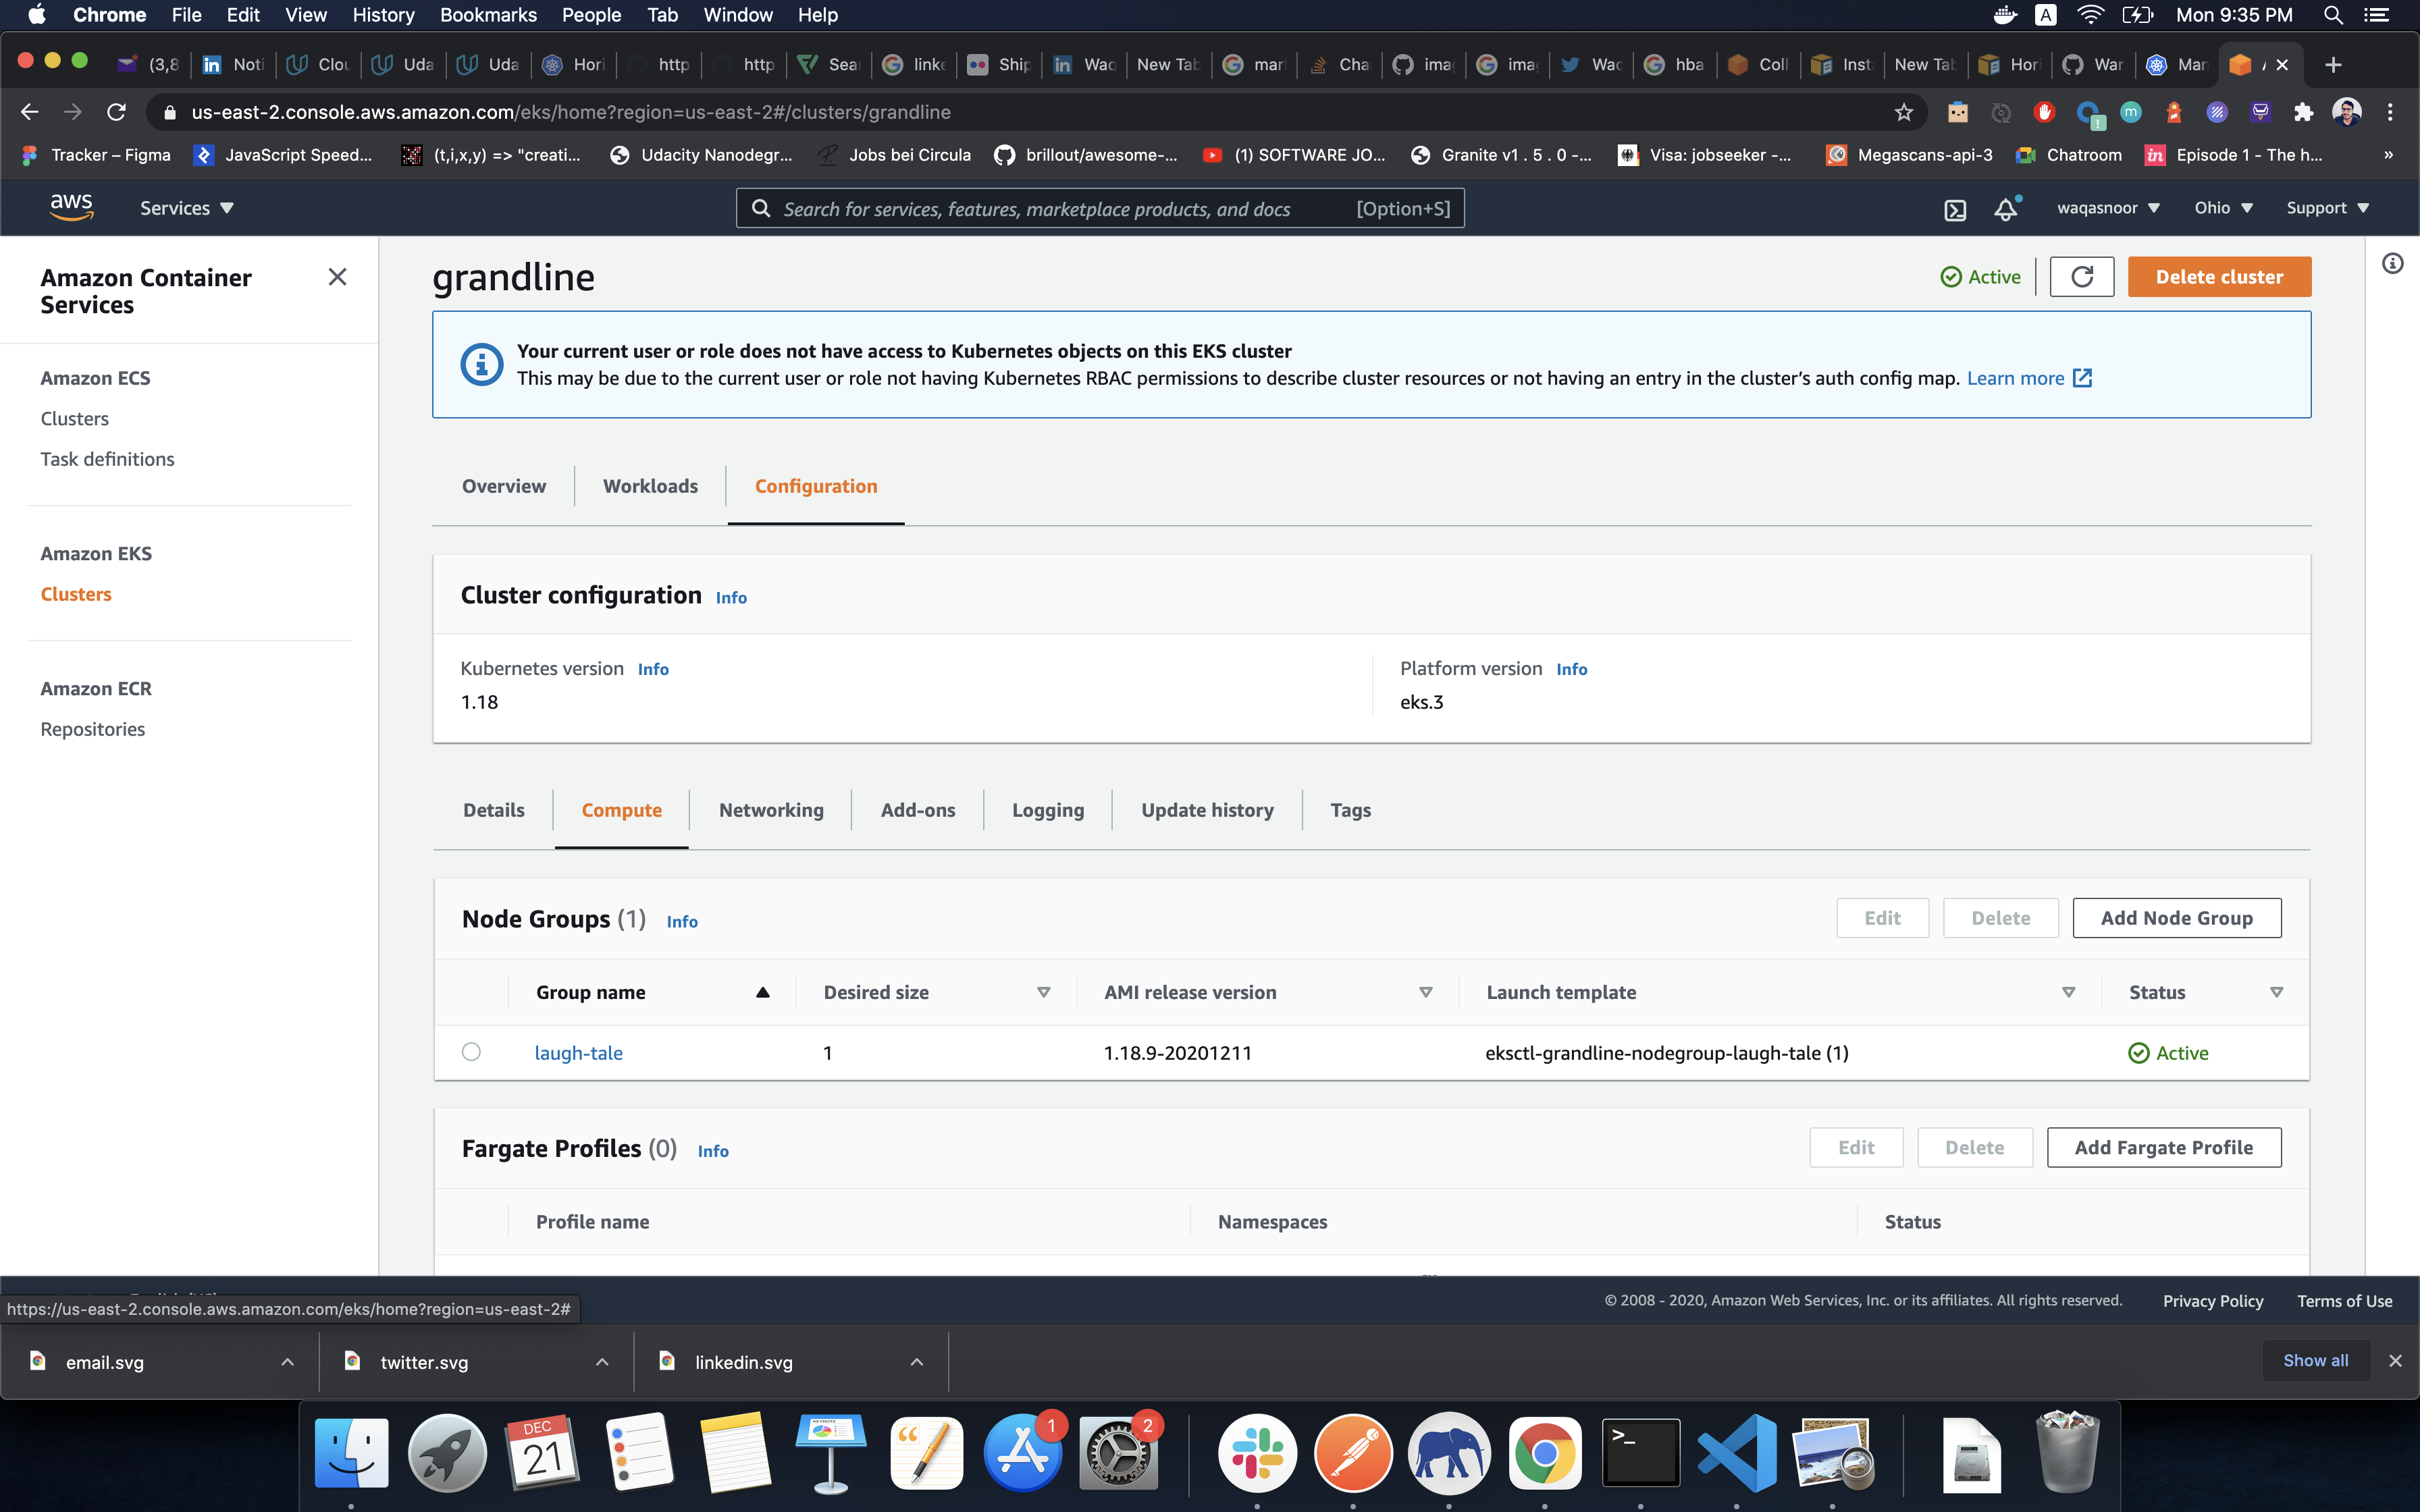 Chrome File Edit View History Bookmarks People Tab Window Help A Mon 9:35 PM
(3,8 Noti Clou Uda Uda Hori http http Sear linke Ship Waq New Tab mar Cha ima ima Wac hba Coll Inst New Tab Hori War Man
us-east-2.console.aws.amazon.com/eks/home?region=us-east-2#/clusters/grandline
Tracker – Figma JavaScript Speed... (t,i,x,y) => "creati... Udacity Nanodegr... Jobs bei Circula brillout/awesome-... (1) SOFTWARE JO... Granite v1 . 5 . 0 -... Visa: jobseeker -... Megascans-api-3 Chatroom in Episode 1 - The h... »
aws Services Search for services, features, marketplace products, and docs [Option+S] waqasnoor Ohio Support
Amazon Container
Services
Amazon ECS
Clusters
Task definitions
Amazon EKS
Clusters
Amazon ECR
Repositories
grandline Active Delete cluster
Your current user or role does not have access to Kubernetes objects on this EKS cluster
This may be due to the current user or role not having Kubernetes RBAC permissions to describe cluster resources or not having an entry in the cluster's auth config map. Learn more
Overview Workloads Configuration
Cluster configuration Info
Kubernetes version Info Platform version Info
1.18 eks.3
Details Compute Networking Add-ons Logging Update history Tags
Node Groups (1) Info Edit Delete Add Node Group
Group name Desired size AMI release version Launch template Status
laugh-tale 1 1.18.9-20201211 eksctl-grandline-nodegroup-laugh-tale (1) Active
Fargate Profiles (0) Info Edit Delete Add Fargate Profile
Profile name Namespaces Status
https://us-east-2.console.aws.amazon.com/eks/home?region=us-east-2# © 2008 - 2020, Amazon Web Services, Inc. or its affiliates. All rights reserved. Privacy Policy Terms of Use
email.svg twitter.svg linkedin.svg Show all
DEC 21 KEYNOTE 1 2 >_